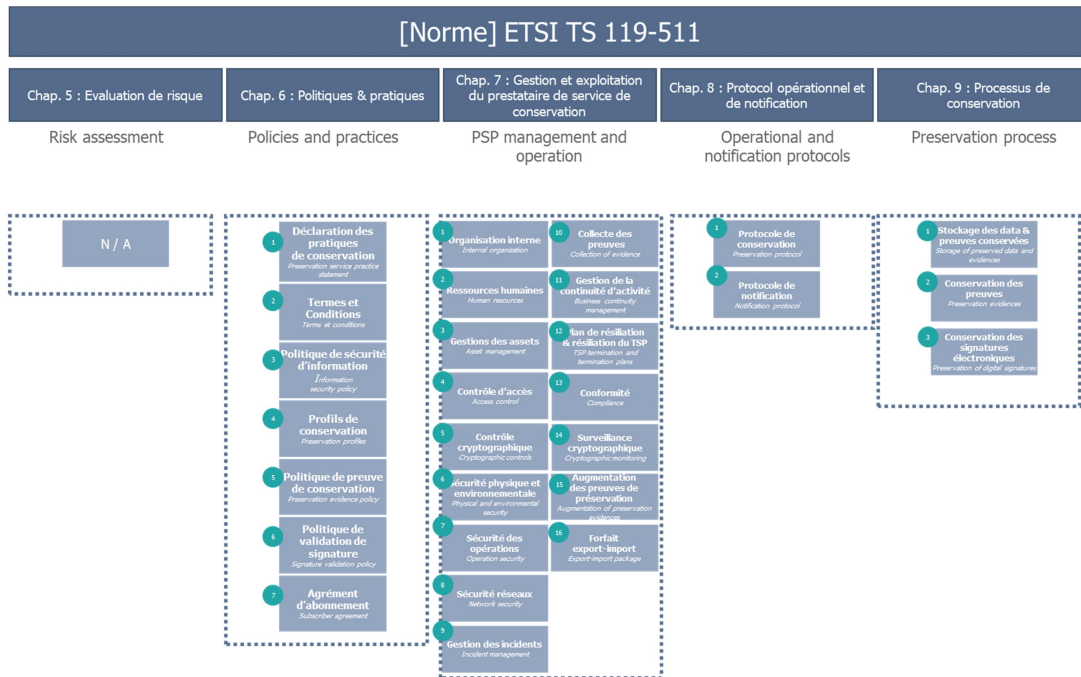 [Norme] ETSI TS 119-511
Chap. 5 : Evaluation de risque
Risk assessment
N / A
Chap. 6 : Politiques & pratiques
Policies and practices
1
Déclaration des
pratiques
de conservation
Preservation service practice
statement
2
Termes et
Conditions
Terms et conditions
3
Politique de sécurité
d'information
Information
security policy
4
Profils de
conservation
Preservation profiles
5
Politique de preuve
de conservation
Preservation evidence policy
6
Politique de
validation de
signature
Signature validation policy
7
Agrément
d'abonnement
Subscriber agreement
Chap. 7 : Gestion et exploitation
du prestataire de service de
conservation
PSP management and
operation
1
Organisation interne
Internal organization
2
Ressources humaines
Human resources
3
Gestions des assets
Asset management
4
Contrôle d'accès
Access control
5
Contrôle
cryptographique
Cryptographic controls
6
Sécurité physique et
environnementale
Physical and environmental
security
7
Sécurité des
opérations
Operation security
8
Sécurité réseaux
Network security
9
Gestion des incidents
Incident management
10
Collecte des
preuves
Collection of evidence
11
Gestion de la
continuité d'activité
Business continuity
management
12
Plan de résiliation
& résiliation du TSP
TSP termination and
termination plans
13
Conformité
Compliance
14
Surveillance
cryptographique
Cryptographic monitoring
15
Augmentation
des preuves de
préservation
Augmentation of preservation
evidences
16
Forfait
export-import
Export-import package
Chap. 8 : Protocol opérationnel et
de notification
Operational and
notification protocols
1
Protocole de
conservation
Preservation protocol
2
Protocole de
notification
Notification protocol
Chap. 9 : Processus de
conservation
Preservation process
1
Stockage des data &
preuves conservées
Storage of preserved data and
evidences
2
Conservation des
preuves
Preservation evidences
3
Conservation des
signatures
électroniques
Preservation of digital signatures